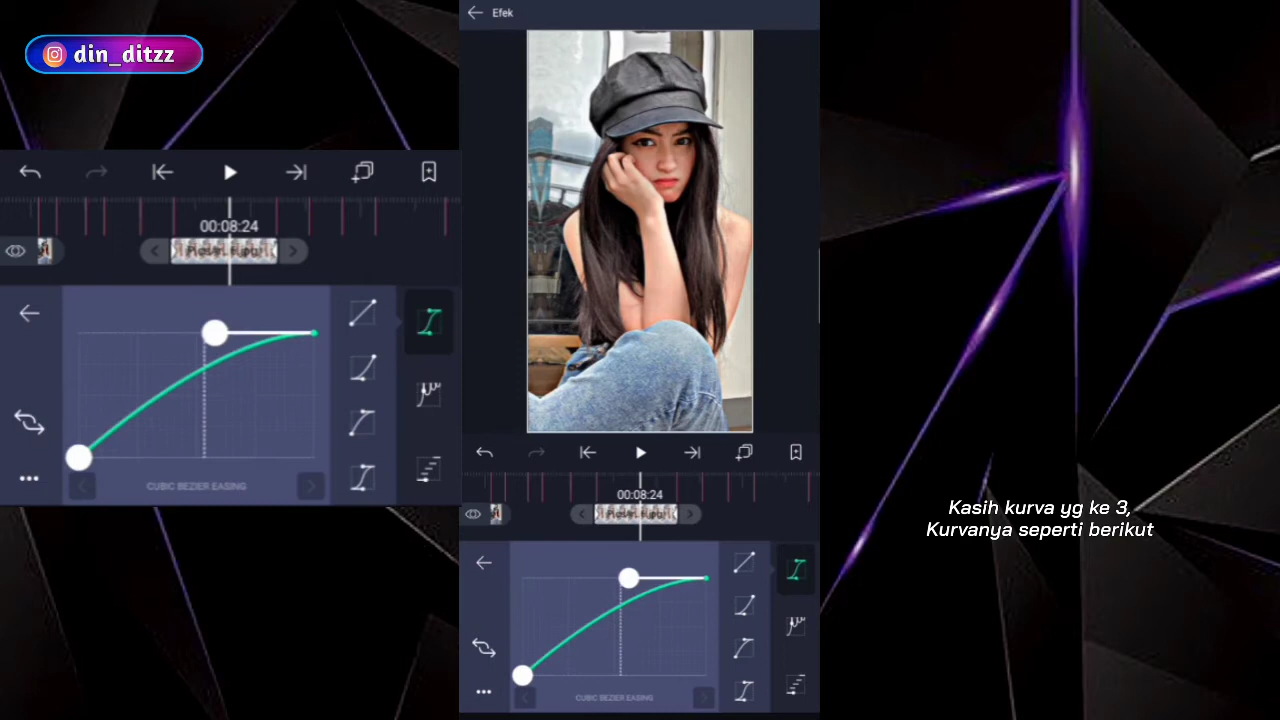 din_ditzz
Efek
00:08:24
CUBIC BEZIER EASING
00:08:24
CUBIC BEZIER EASING
Kasih kurva yg ke 3,
Kurvanya seperti berikut